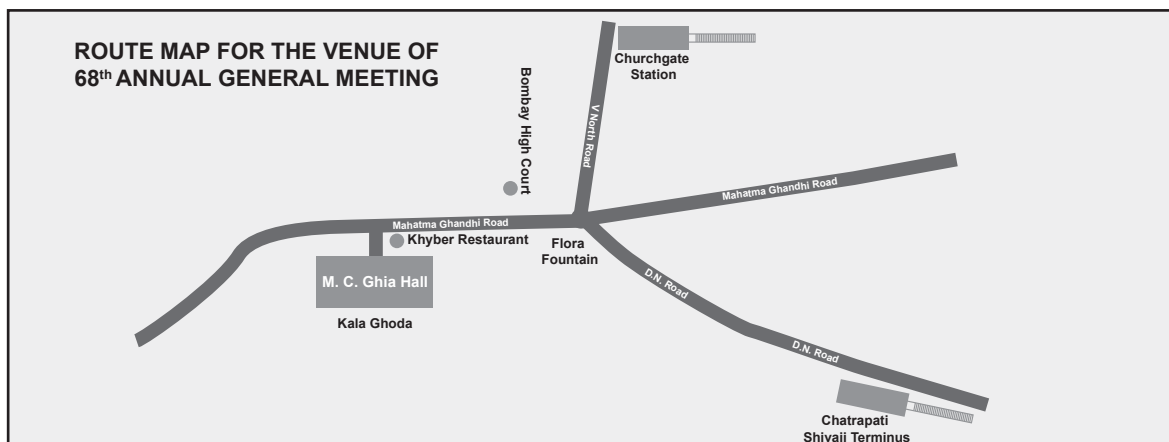 ROUTE MAP FOR THE VENUE OF
68th ANNUAL GENERAL MEETING
Churchgate
Station
Bombay High Court
V North Road
Mahatma Ghandhi Road
Mahatma Ghandhi Road
Khyber Restaurant
Flora
Fountain
M. C. Ghia Hall
Kala Ghoda
D.N. Road
D.N. Road
Chatrapati
Shivaji Terminus